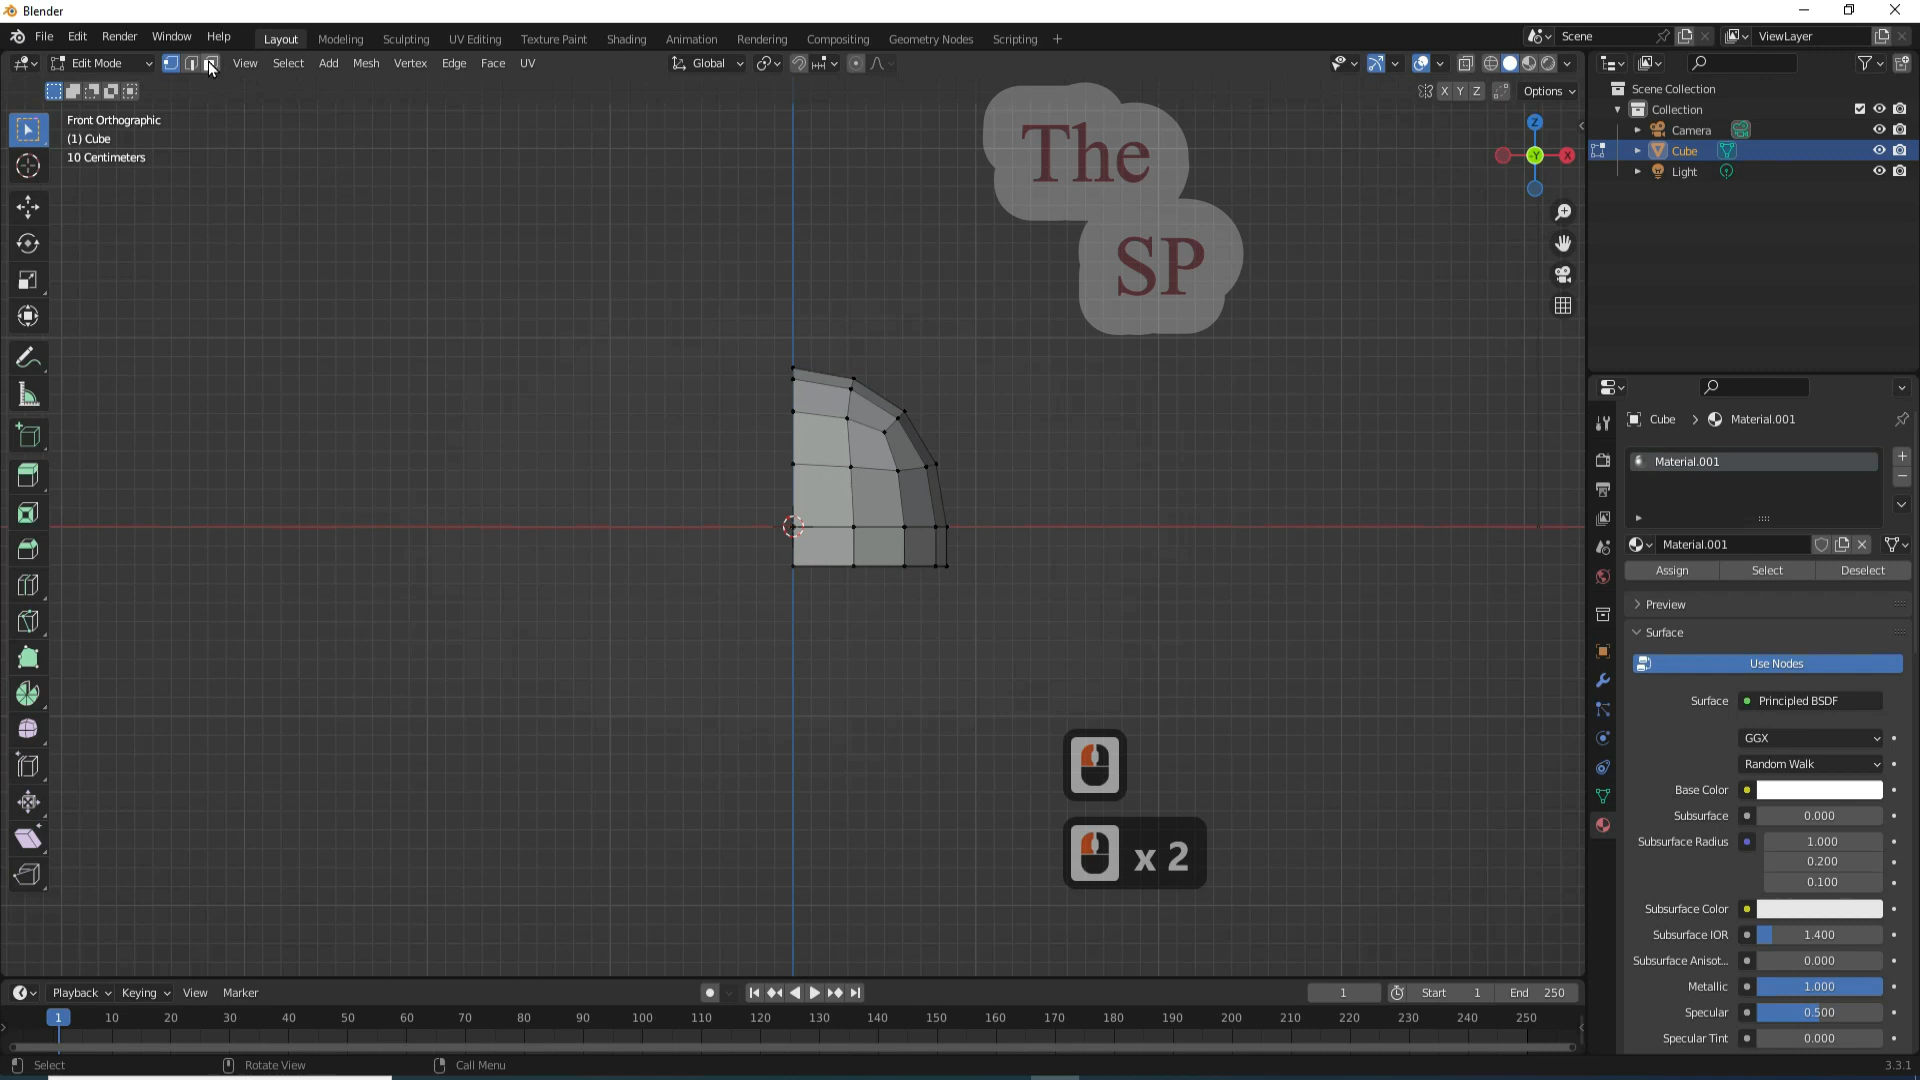 Blender
File Edit Render Window Help
Layout Modeling Sculpting UV Editing Texture Paint Shading Animation Rendering Compositing Geometry Nodes Scripting +
Scene
ViewLayer
Edit Mode
View Select Add Mesh Vertex Edge Face UV
Global
X Y Z
Options
Front Orthographic
(1) Cube
10 Centimeters
The
SP
Z
Y
X
Scene Collection
Collection
Camera
Cube
Light
Cube > Material.001
Material.001
Material.001
Assign Select Deselect
Preview
Surface
Use Nodes
Surface Principled BSDF
GGX
Random Walk
Base Color
Subsurface 0.000
Subsurface Radius 1.000
0.200
0.100
Subsurface Color
Subsurface IOR 1.400
Subsurface Anisot... 0.000
Metallic 1.000
Specular 0.500
Specular Tint 0.000
x 2
Playback Keying View Marker
1
Start 1
End 250
1 10 20 30 40 50 60 70 80 90 100 110 120 130 140 150 160 170 180 190 200 210 220 230 240 250
Select
Rotate View
Call Menu
3.3.1